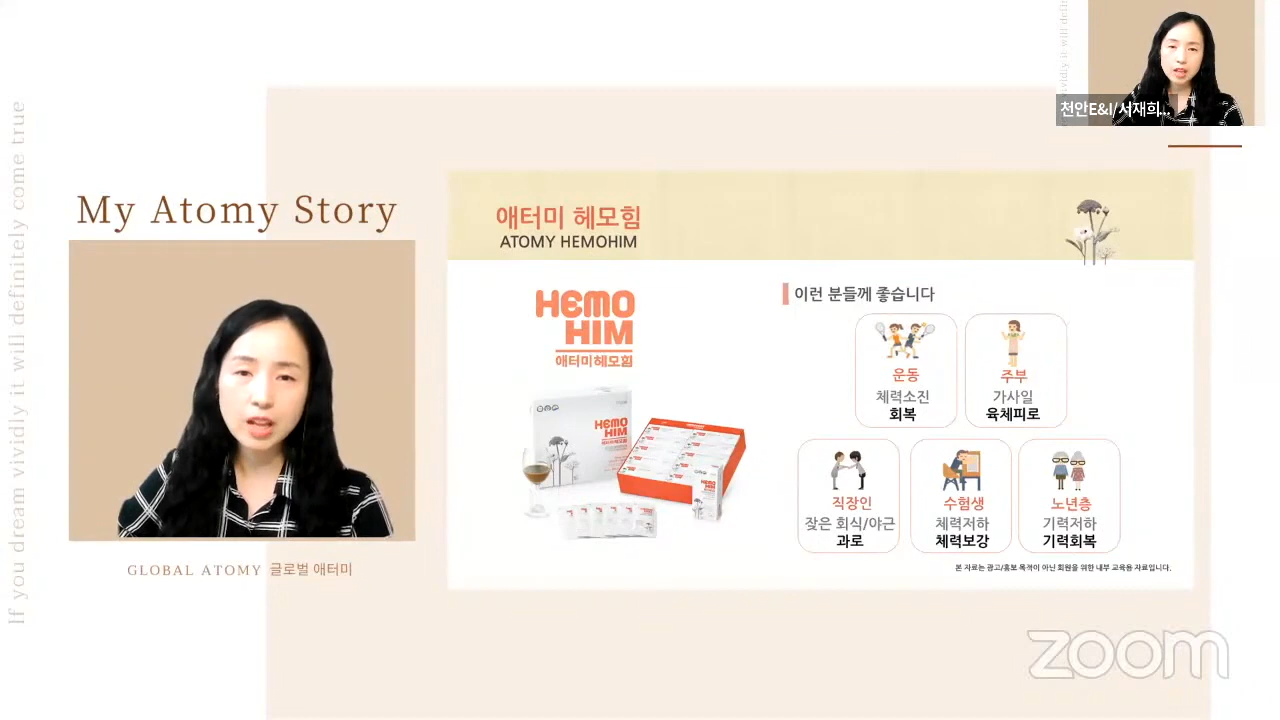 천안E&I/서재희...
If you dream vividly it will definitely come true
My Atomy Story
GLOBAL ATOMY 글로벌 애터미
애터미 헤모힘
ATOMY HEMOHIM
HEMO
HIM
애터미헤모힘
HEMO
HIM
이런 분들께 좋습니다
운동
체력소진
회복
주부
가사일
육체피로
직장인
잦은 회식/야근
과로
수험생
체력저하
체력보강
노년층
기력저하
기력회복
본 자료는 광고/홍보 목적이 아닌 회원을 위한 내부 교육용 자료입니다.
zoom